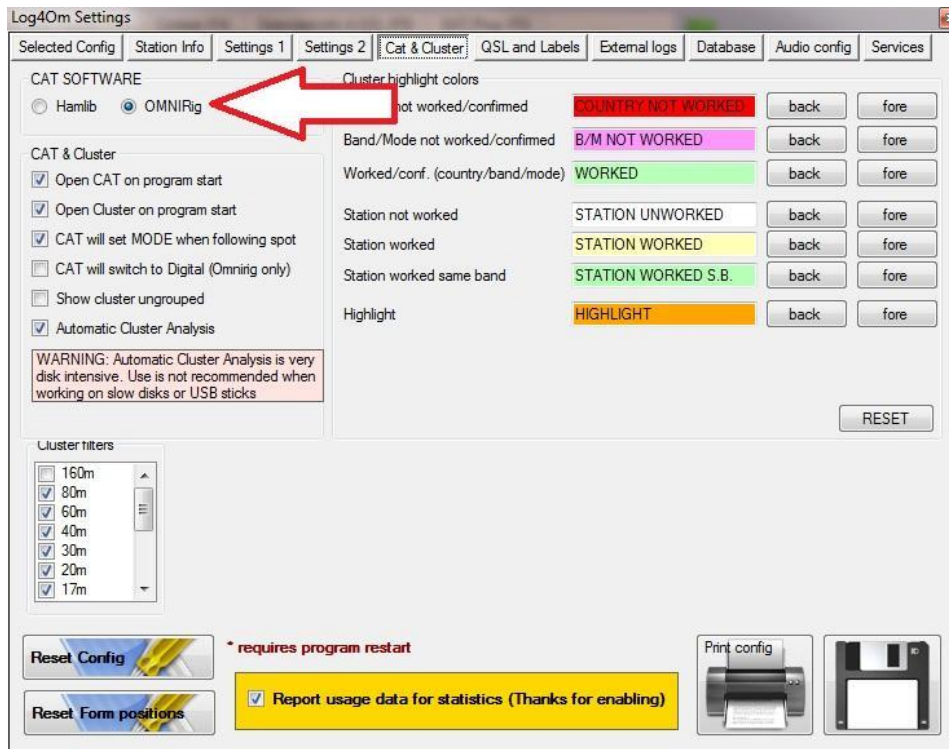 Log4Om Settings
Selected Config Station Info Settings 1 Settings 2 Cat & Cluster QSL and Labels External logs Database Audio config Services
CAT SOFTWARE
Hamlib OMNIRig
CAT & Cluster
Open CAT on program start
Open Cluster on program start
CAT will set MODE when following spot
CAT will switch to Digital (Omnirig only)
Show cluster ungrouped
Automatic Cluster Analysis
WARNING: Automatic Cluster Analysis is very
disk intensive. Use is not recommended when
working on slow disks or USB sticks
Cluster highlight colors
not worked/confirmed COUNTRY NOT WORKED back fore
Band/Mode not worked/confirmed B/M NOT WORKED back fore
Worked/conf. (country/band/mode) WORKED back fore
Station not worked STATION UNWORKED back fore
Station worked STATION WORKED back fore
Station worked same band STATION WORKED S.B. back fore
Highlight HIGHLIGHT back fore
RESET
Cluster filters
160m
80m
60m
40m
30m
20m
17m
Reset Config
* requires program restart
Print config
Reset Form positions
Report usage data for statistics (Thanks for enabling)